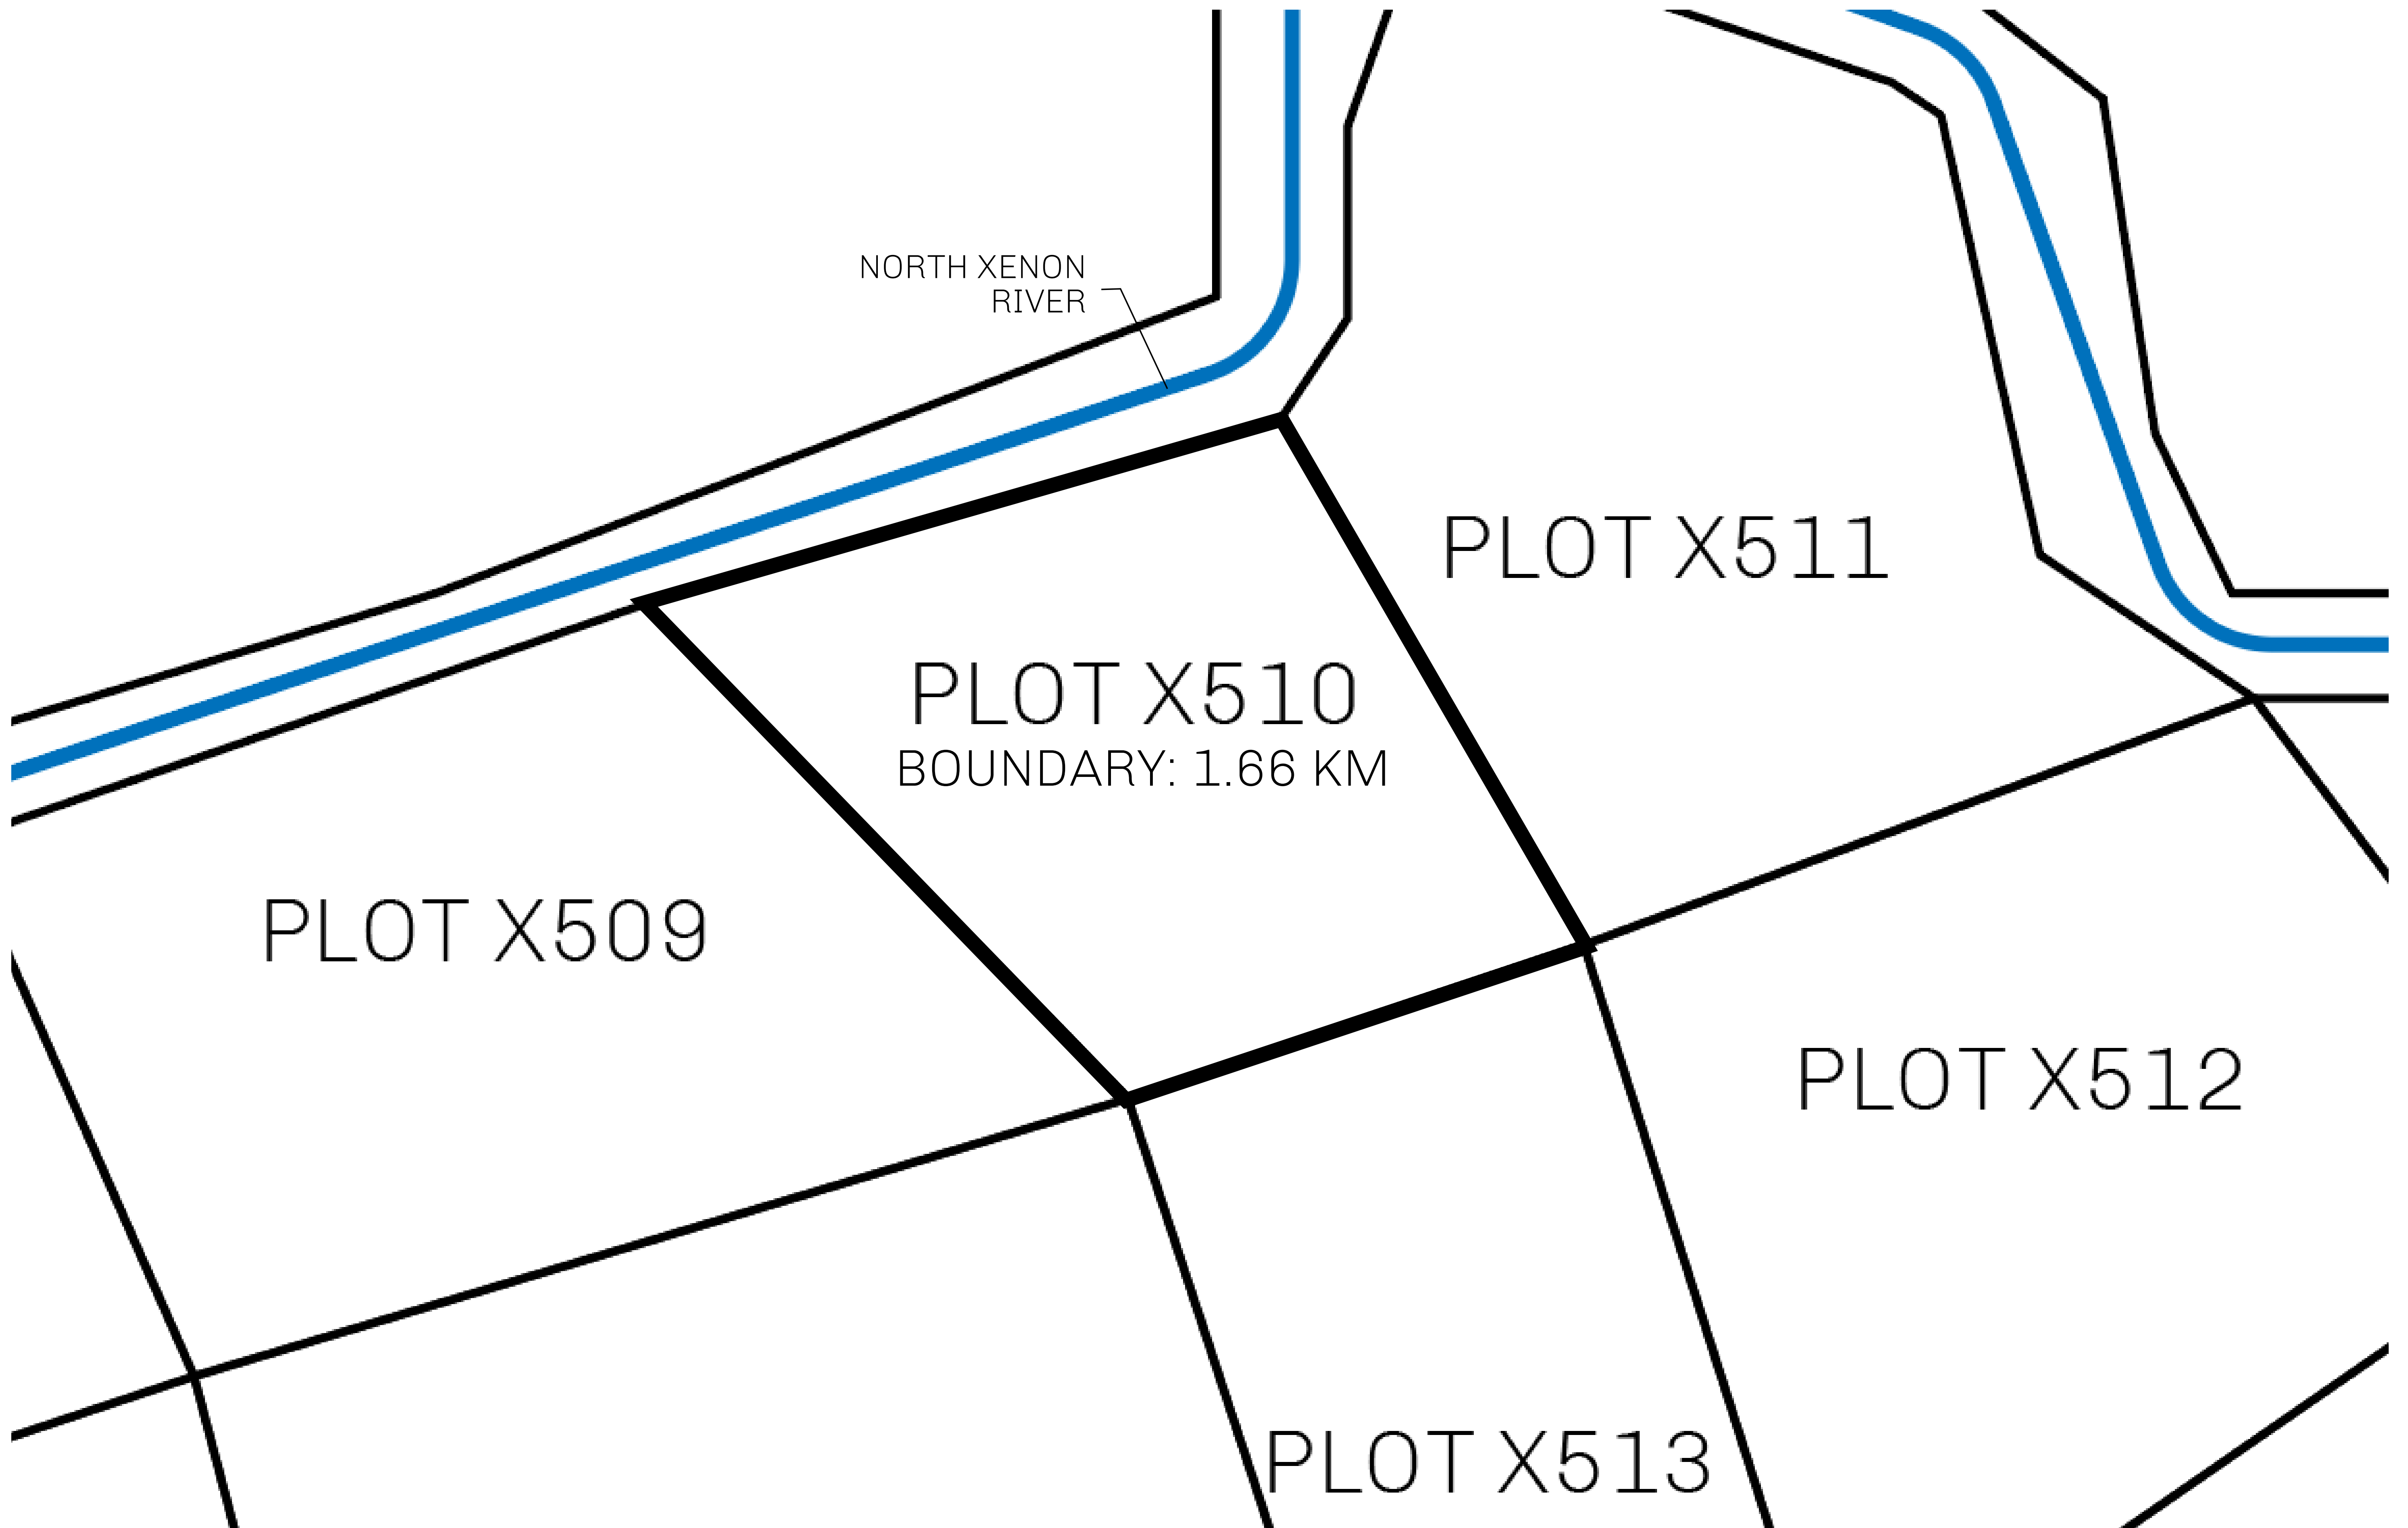 NORTH XENON
RIVER
PLOT X511
PLOT X510
BOUNDARY: 1.66 KM
PLOT X509
PLOT X512
PLOT X513